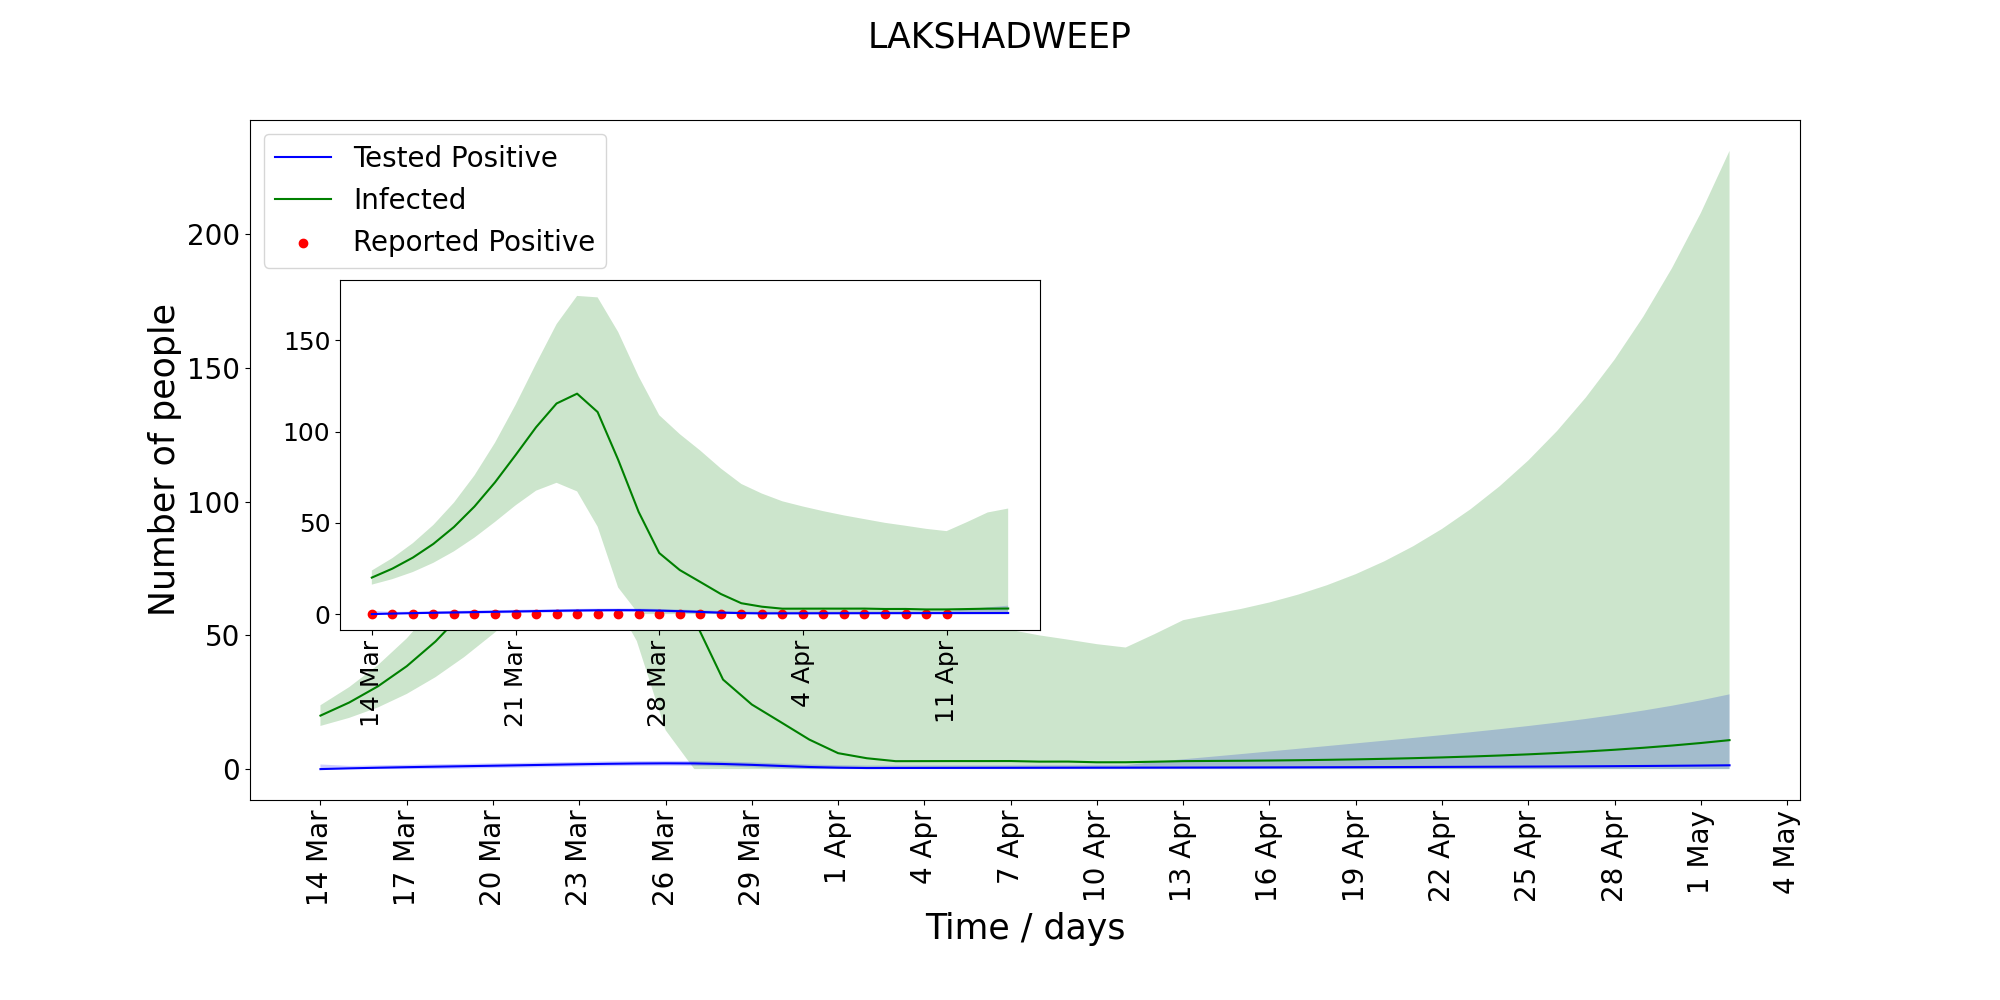 LAKSHADWEEP
Tested Positive
Infected
Reported Positive
Number of people
200
150
100
50
0
150
100
50
0
14 Mar
21 Mar
28 Mar
4 Apr
11 Apr
14 Mar
17 Mar
20 Mar
23 Mar
26 Mar
29 Mar
1 Apr
4 Apr
7 Apr
10 Apr
13 Apr
16 Apr
19 Apr
22 Apr
25 Apr
28 Apr
1 May
4 May
Time / days